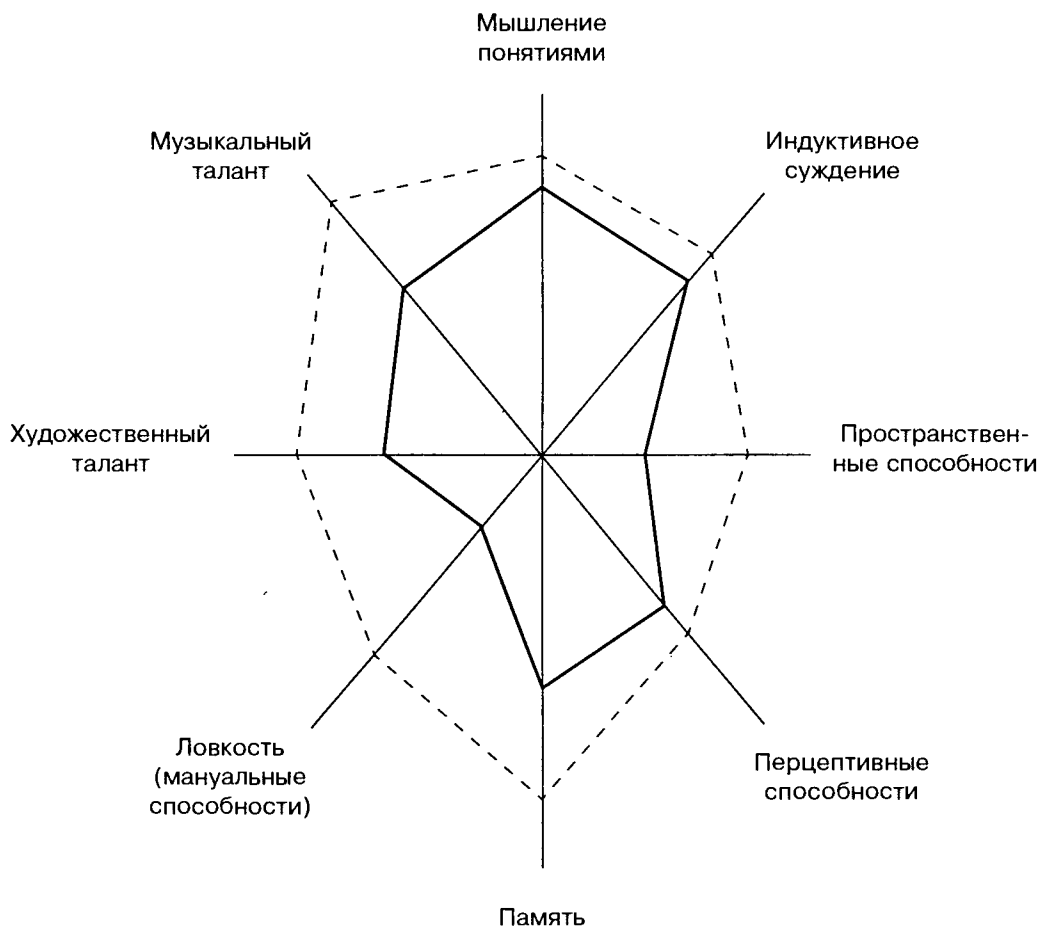 Мышление
понятиями
Музыкальный
талант
Индуктивное
суждение
Художественный
талант
Пространствен-
ные способности
Ловкость
(мануальные
способности)
Перцептивные
способности
Память